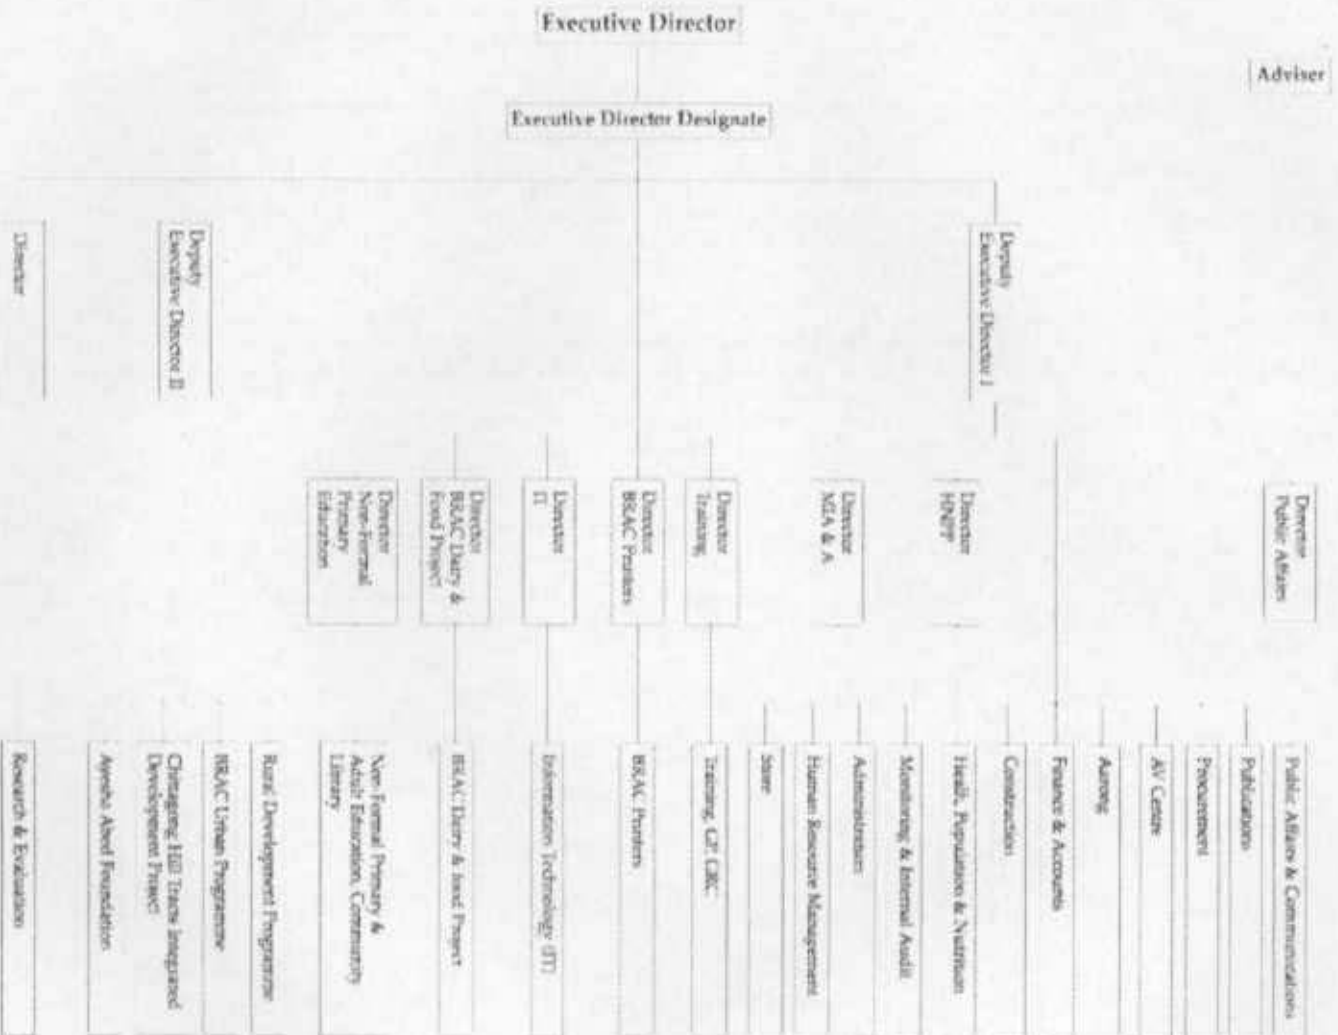 Executive Director
Adviser
Executive Director Designate
Director
Deputy
Executive Director II
Deputy
Executive Director I
Director
Non-Formal
Primary
Education
Director
BRAC Dairy &
Food Project
Director
IT
Director
BRAC Printers
Director
Training
Director
MIA & A
Director
HNPP
Director
Public Affairs
Research & Evaluation
Ayesha Abed Foundation
Chittagong Hill Tracts Integrated
Development Project
BRAC Urban Programme
Rural Development Programme
Non-Formal Primary &
Adult Education, Community
Library
BRAC Dairy & food Project
Information Technology (IT)
BRAC Printers
Training,
Store
Human Resource Management
Administration
Monitoring & Internal Audit
Health, Population & Nutrition
Construction
Finance & Accounts
Aarong
AV Centre
Procurement
Publications
Public Affairs & Communications